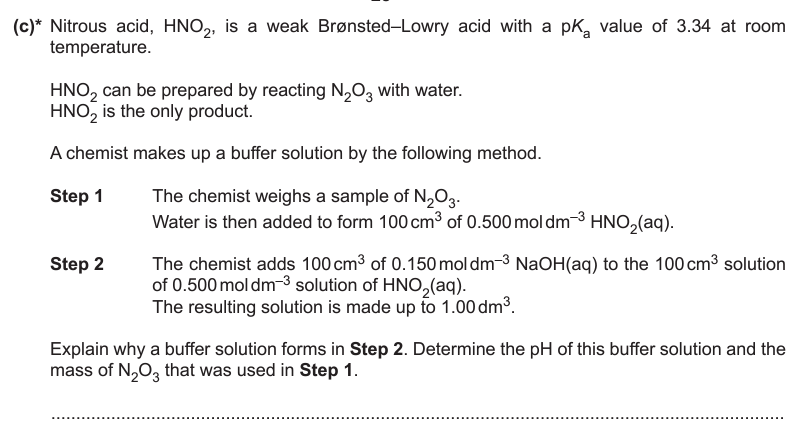 (c)* Nitrous acid, HNO₂, is a weak Brønsted–Lowry acid with a pKₐ value of 3.34 at room
temperature.
HNO₂ can be prepared by reacting N₂O₃ with water.
HNO₂ is the only product.
A chemist makes up a buffer solution by the following method.
Step 1 The chemist weighs a sample of N₂O₃.
Water is then added to form 100 cm³ of 0.500 mol dm⁻³ HNO₂(aq).
Step 2 The chemist adds 100 cm³ of 0.150 mol dm⁻³ NaOH(aq) to the 100 cm³ solution
of 0.500 mol dm⁻³ solution of HNO₂(aq).
The resulting solution is made up to 1.00 dm³.
Explain why a buffer solution forms in Step 2. Determine the pH of this buffer solution and the
mass of N₂O₃ that was used in Step 1.